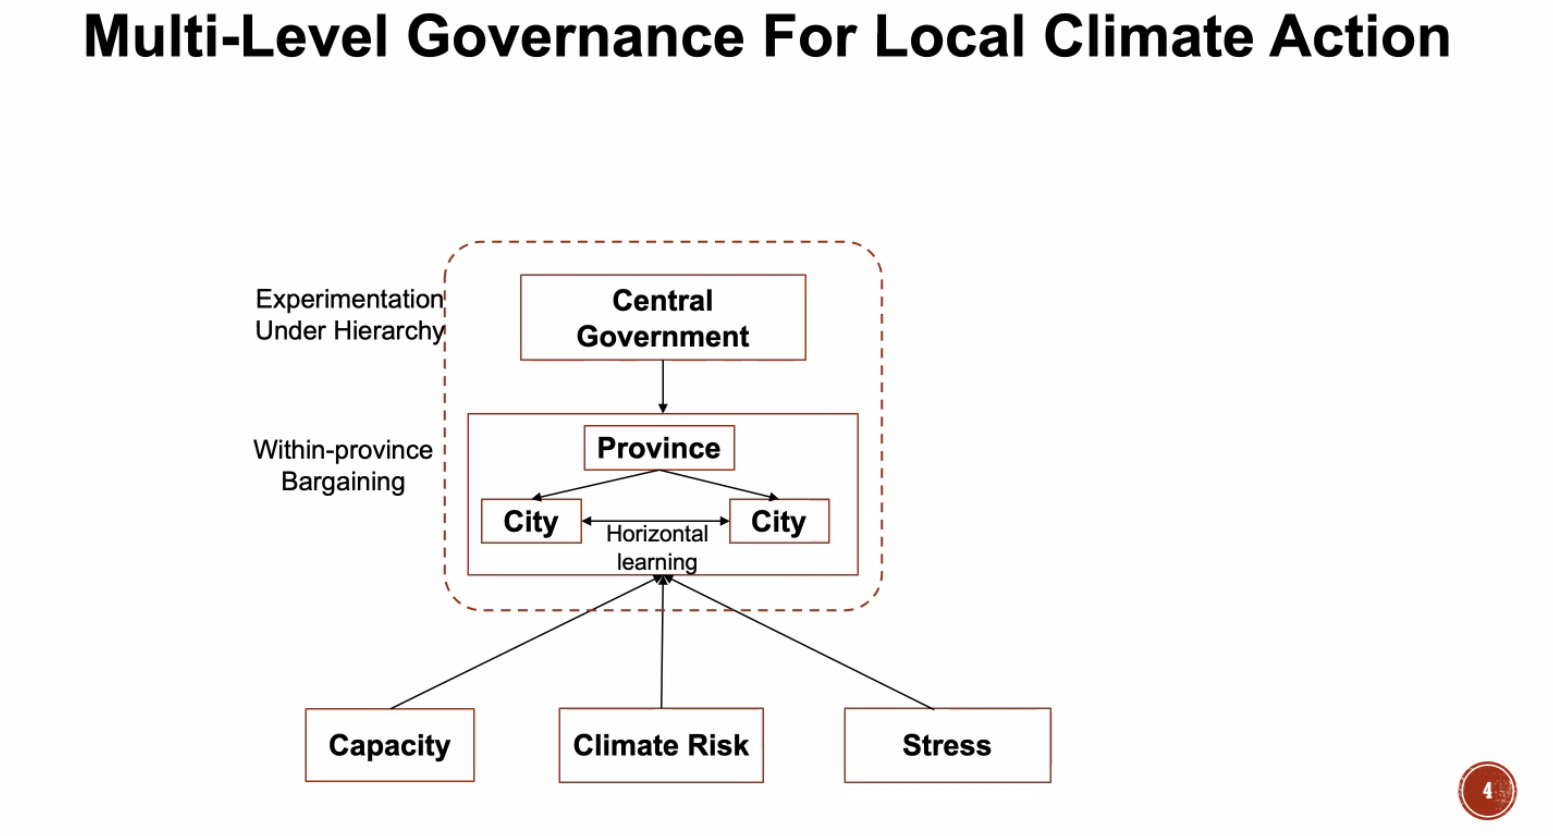 Multi-Level Governance For Local Climate Action
Experimentation
Under Hierarchy
Central
Government
Within-province
Bargaining
Province
City
City
Horizontal
learning
Capacity
Climate Risk
Stress
4